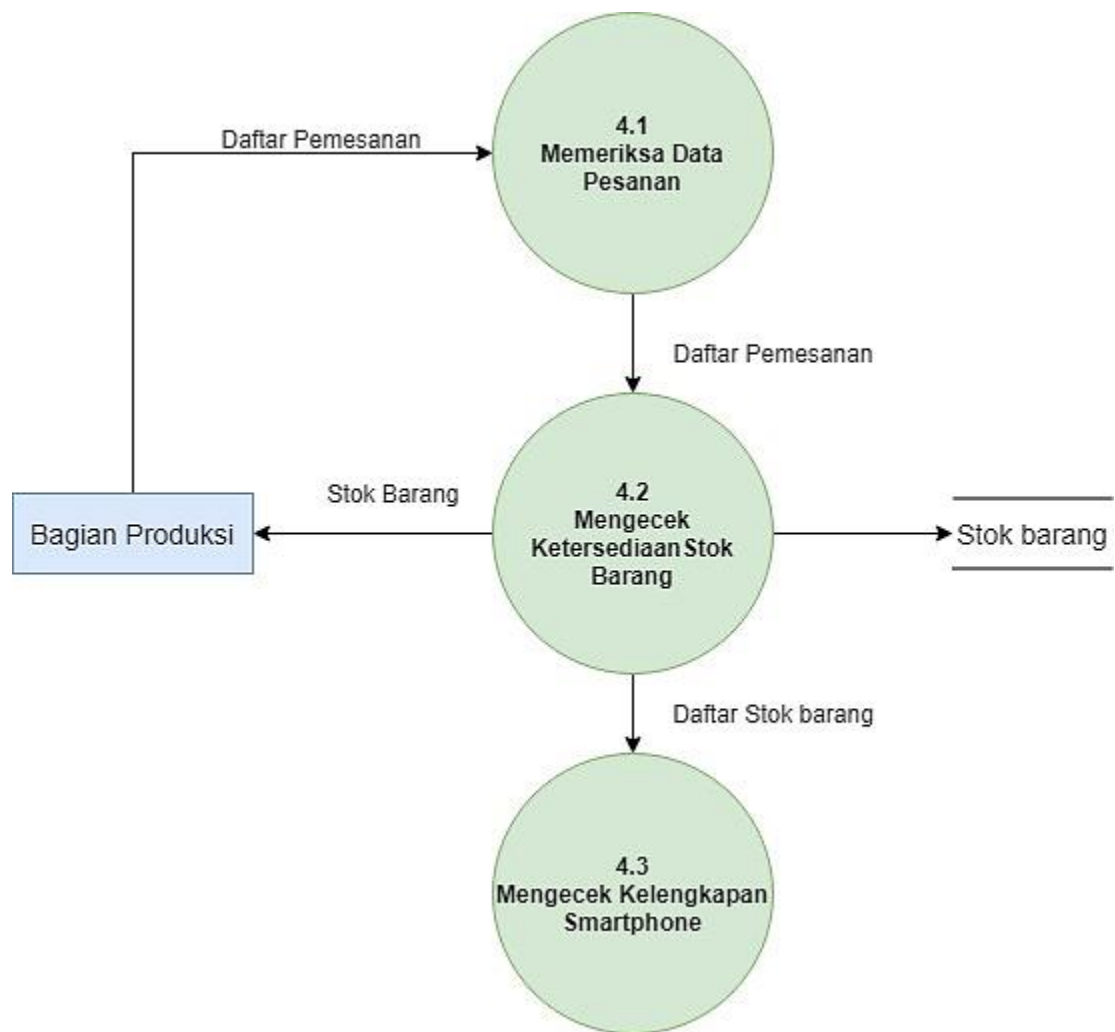 Daftar Pemesanan
4.1
Memeriksa Data
Pesanan
Daftar Pemesanan
Stok Barang
Bagian Produksi
4.2
Mengecek
Ketersediaan Stok
Barang
Stok barang
Daftar Stok barang
4.3
Mengecek Kelengkapan
Smartphone